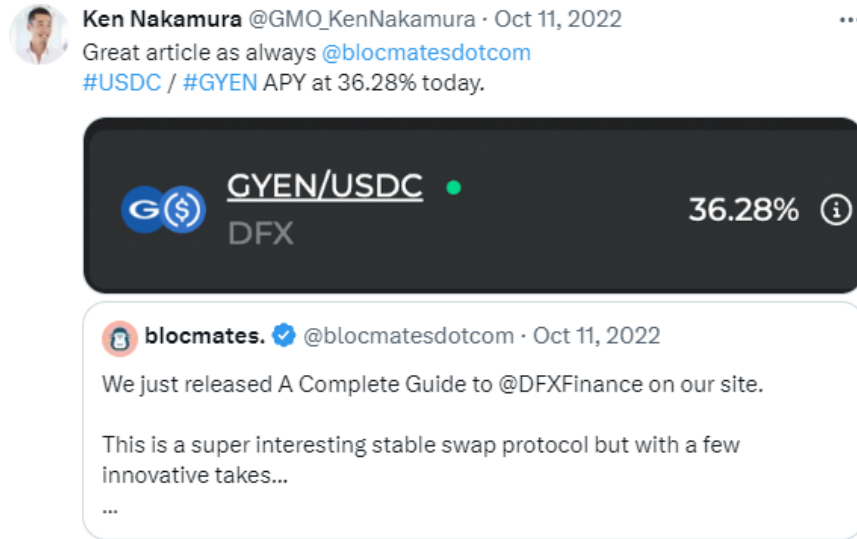 Ken Nakamura @GMO_KenNakamura · Oct 11, 2022
Great article as always @blocmatesdotcom
#USDC / #GYEN APY at 36.28% today.
GYEN/USDC
DFX
36.28%
blocmates. @blocmatesdotcom · Oct 11, 2022
We just released A Complete Guide to @DFXFinance on our site.
This is a super interesting stable swap protocol but with a few
innovative takes...
...